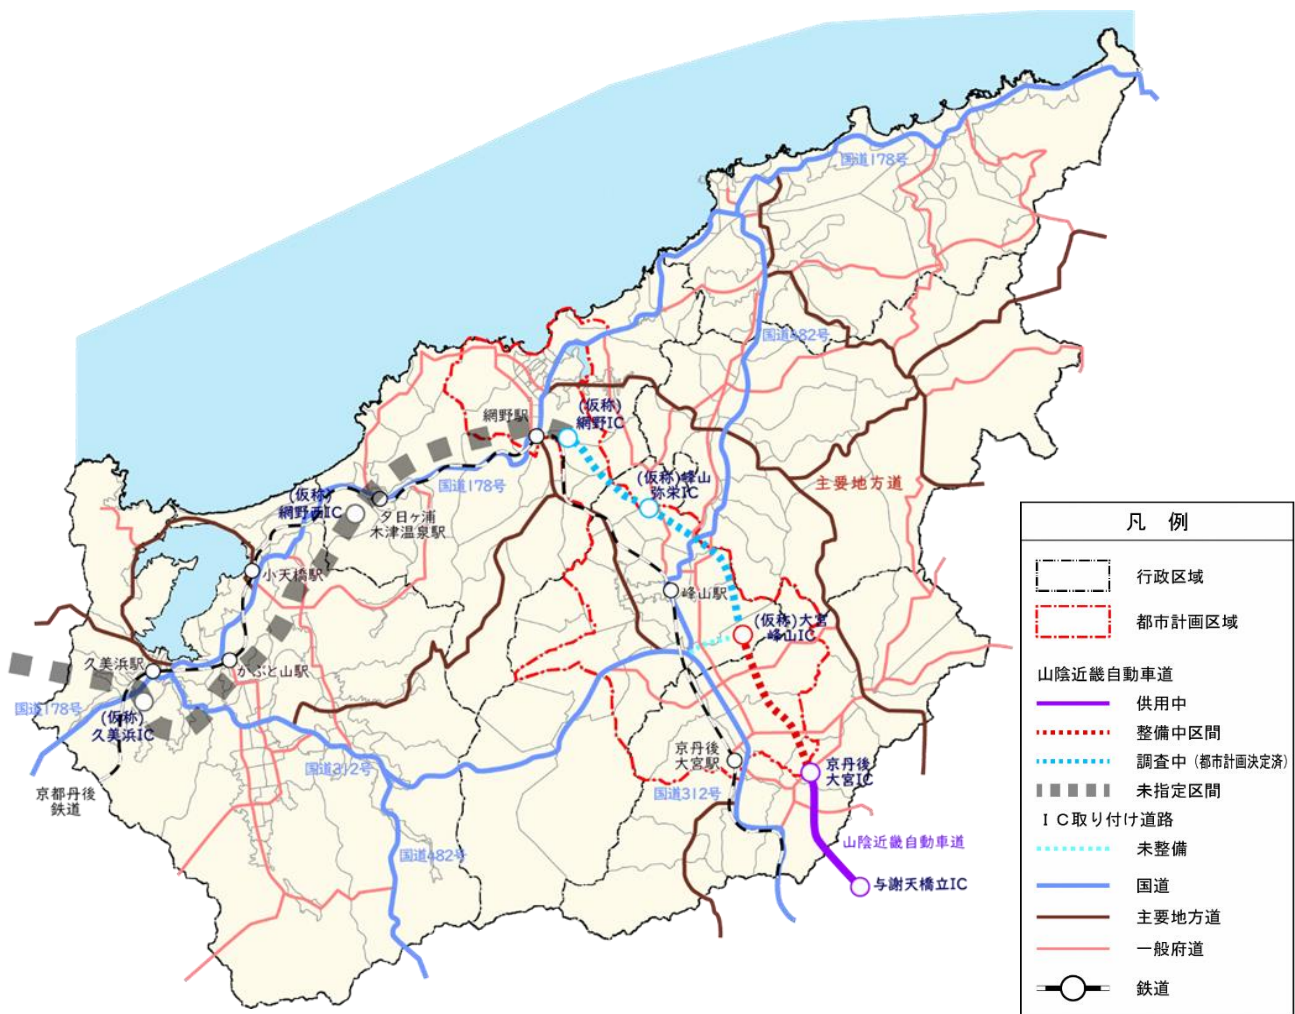 国道178号
国道482号
網野駅
(仮称)
網野IC
(仮称)峰山
弥栄IC
主要地方道
国道178号
(仮称)
網野西IC
夕日ヶ浦
木津温泉駅
小天橋駅
峰山駅
(仮称)大宮
峰山IC
久美浜駅
かぶと山駅
国道178号
(仮称)
久美浜IC
京都丹後
鉄道
国道312号
京丹後
大宮駅
京丹後
大宮IC
国道312号
国道482号
山陰近畿自動車道
与謝天橋立IC
凡 例
行政区域
都市計画区域
山陰近畿自動車道
供用中
整備中区間
調査中(都市計画決定済)
未指定区間
IC取り付け道路
未整備
国道
主要地方道
一般府道
鉄道